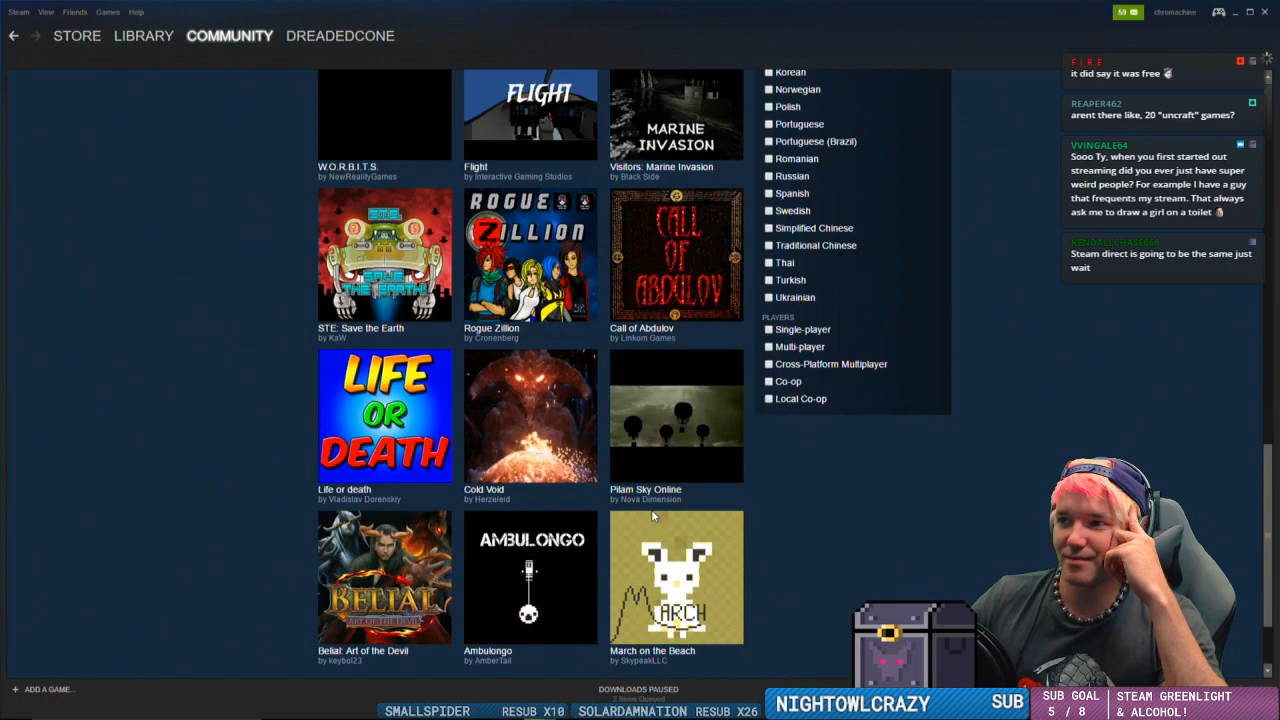 Steam View Friends Games Help
59
chromachine
STORE LIBRARY COMMUNITY DREADEDCONE
FLIGHT
MARINE
INVASION
W.O.R.B.I.T.S.
by NewRealityGames
Flight
by Interactive Gaming Studios
Visitors: Marine Invasion
by Black Side
S.T.E.
SAVE
THE EARTH!
ROGUE
ZILLION
CALL
OF
ABDULOV
STE: Save the Earth
by KaW
Rogue Zillion
by Cronenberg
Call of Abdulov
by Linkom Games
LIFE
OR
DEATH
Life or death
by Vladislav Dorenskiy
Cold Void
by Herzeleid
Pilam Sky Online
by Nova Dimension
BELIAL
ART OF THE DEVIL
AMBULONGO
MARCH
Belial: Art of the Devil
by keybol23
Ambulongo
by AmberTail
March on the Beach
by SkypeakLLC
Korean
Norwegian
Polish
Portuguese
Portuguese (Brazil)
Romanian
Russian
Spanish
Swedish
Simplified Chinese
Traditional Chinese
Thai
Turkish
Ukrainian
PLAYERS
Single-player
Multi-player
Cross-Platform Multiplayer
Co-op
Local Co-op
F I R E
it did say it was free
REAPER462
arent there like, 20 "uncraft" games?
VVINGALE64
Sooo Ty, when you first started out
streaming did you ever just have super
weird people? For example I have a guy
that frequents my stream. That always
ask me to draw a girl on a toilet
KENDALLCHASE666
Steam direct is going to be the same just
wait
+ ADD A GAME...
DOWNLOADS PAUSED
2 Items Queued
SMALLSPIDER RESUB X10 SOLARDAMNATION RESUB X26
NIGHTOWLCRAZY SUB
SUB GOAL
5 / 8
STEAM GREENLIGHT
& ALCOHOL!